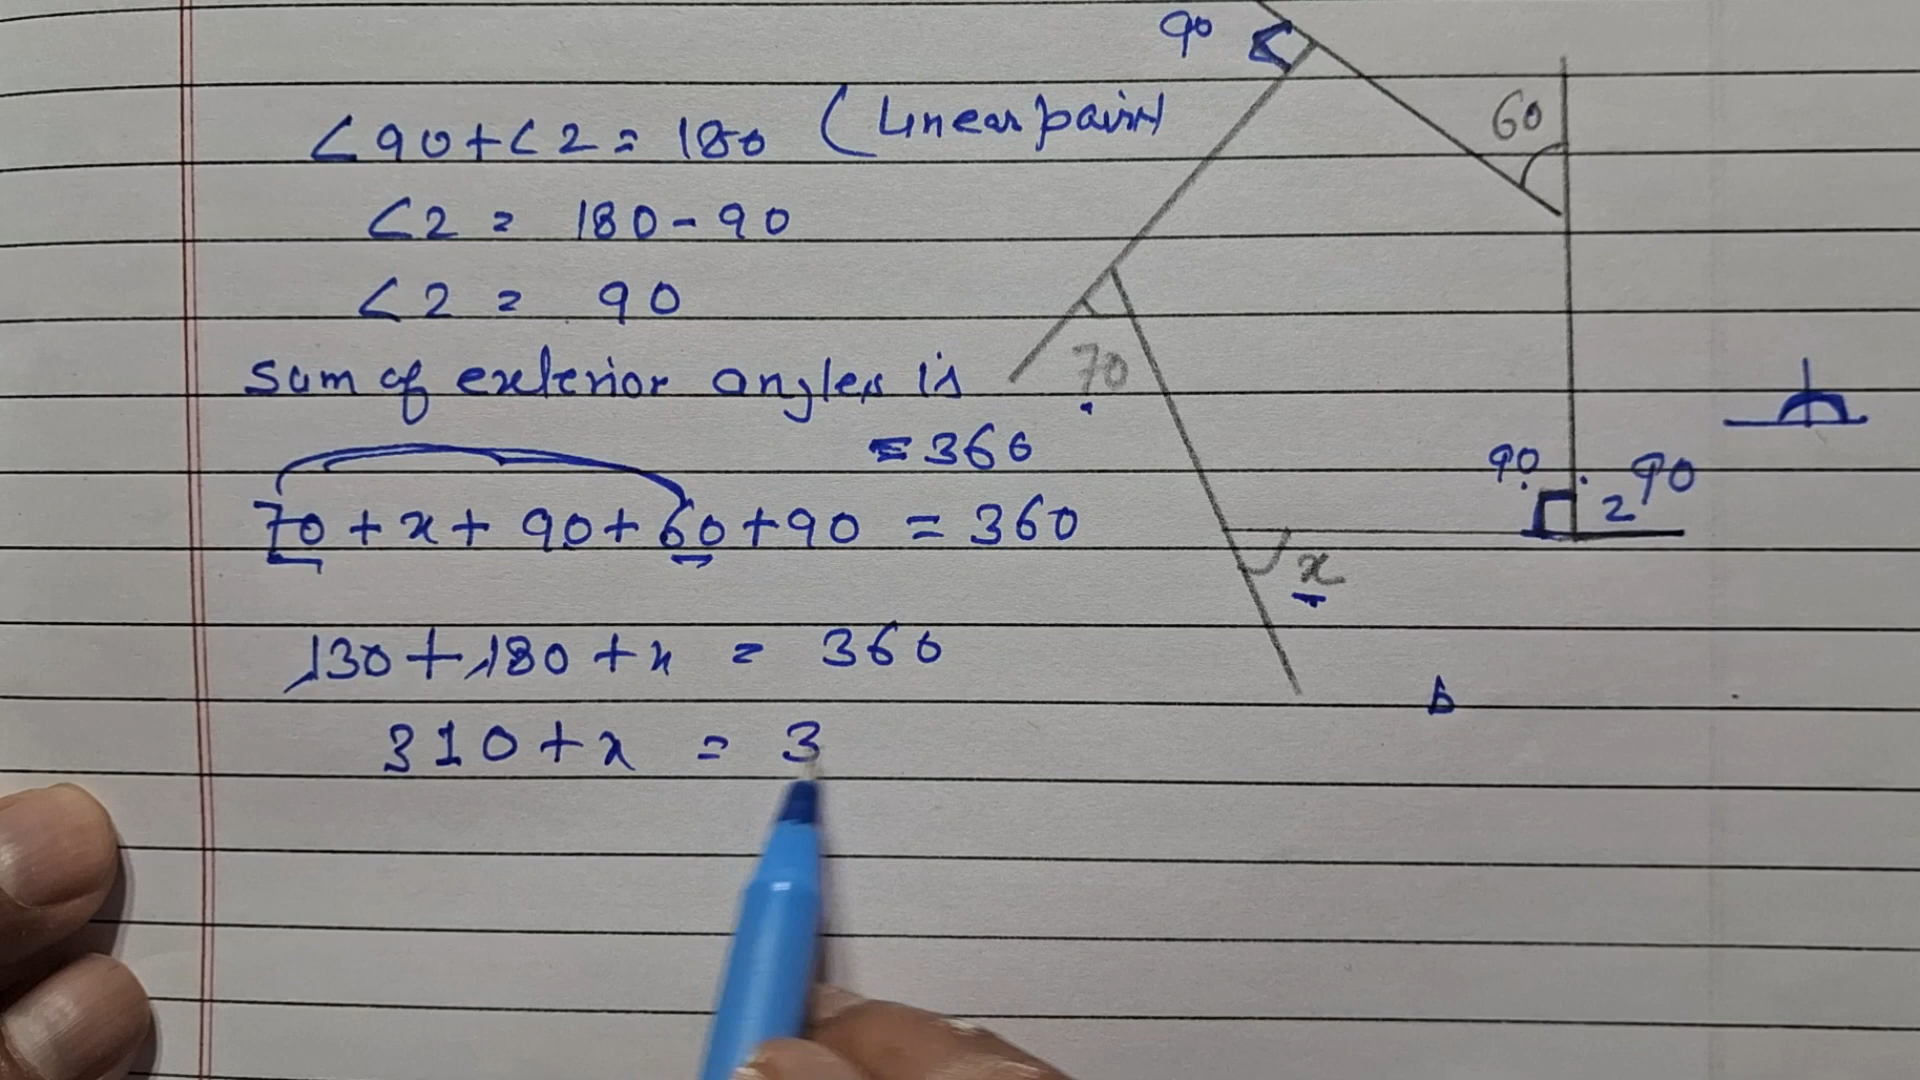 ∠90+∠2 = 180 (Linear pair)
∠2 = 180-90
∠2 = 90
Sum of exterior angles is
=360
70+x+90+60+90 = 360
130+180+x = 360
310+x = 3
90
60
70
90
2 90
x